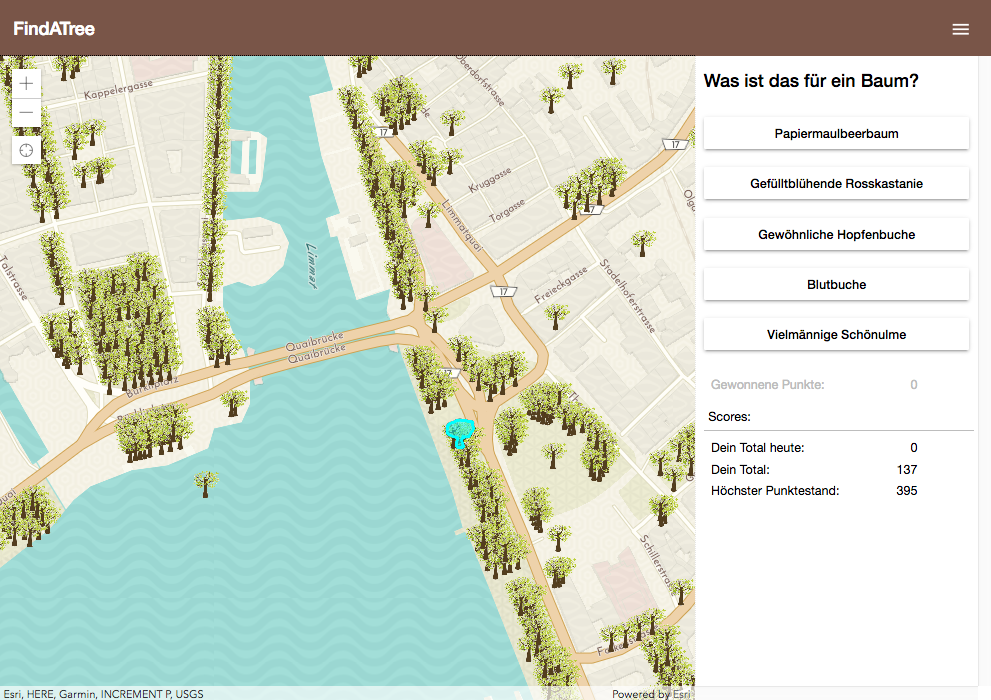 FindATree
Kappelergasse
Oberdorfstrasse
17
17
Kruggasse
Torgasse
17
Limmatquai
Limmat
Talstrasse
Freieckgasse
Stadelhoferstrasse
17
Quaibrücke
Quaibrücke
Bürkliplatz
Schillerstrasse
Esri, HERE, Garmin, INCREMENT P, USGS
Powered by Esri
Was ist das für ein Baum?
Papiermaulbeerbaum
Gefülltblühende Rosskastanie
Gewöhnliche Hopfenbuche
Blutbuche
Vielmännige Schönulme
Gewonnene Punkte: 0
Scores:
Dein Total heute: 0
Dein Total: 137
Höchster Punktestand: 395